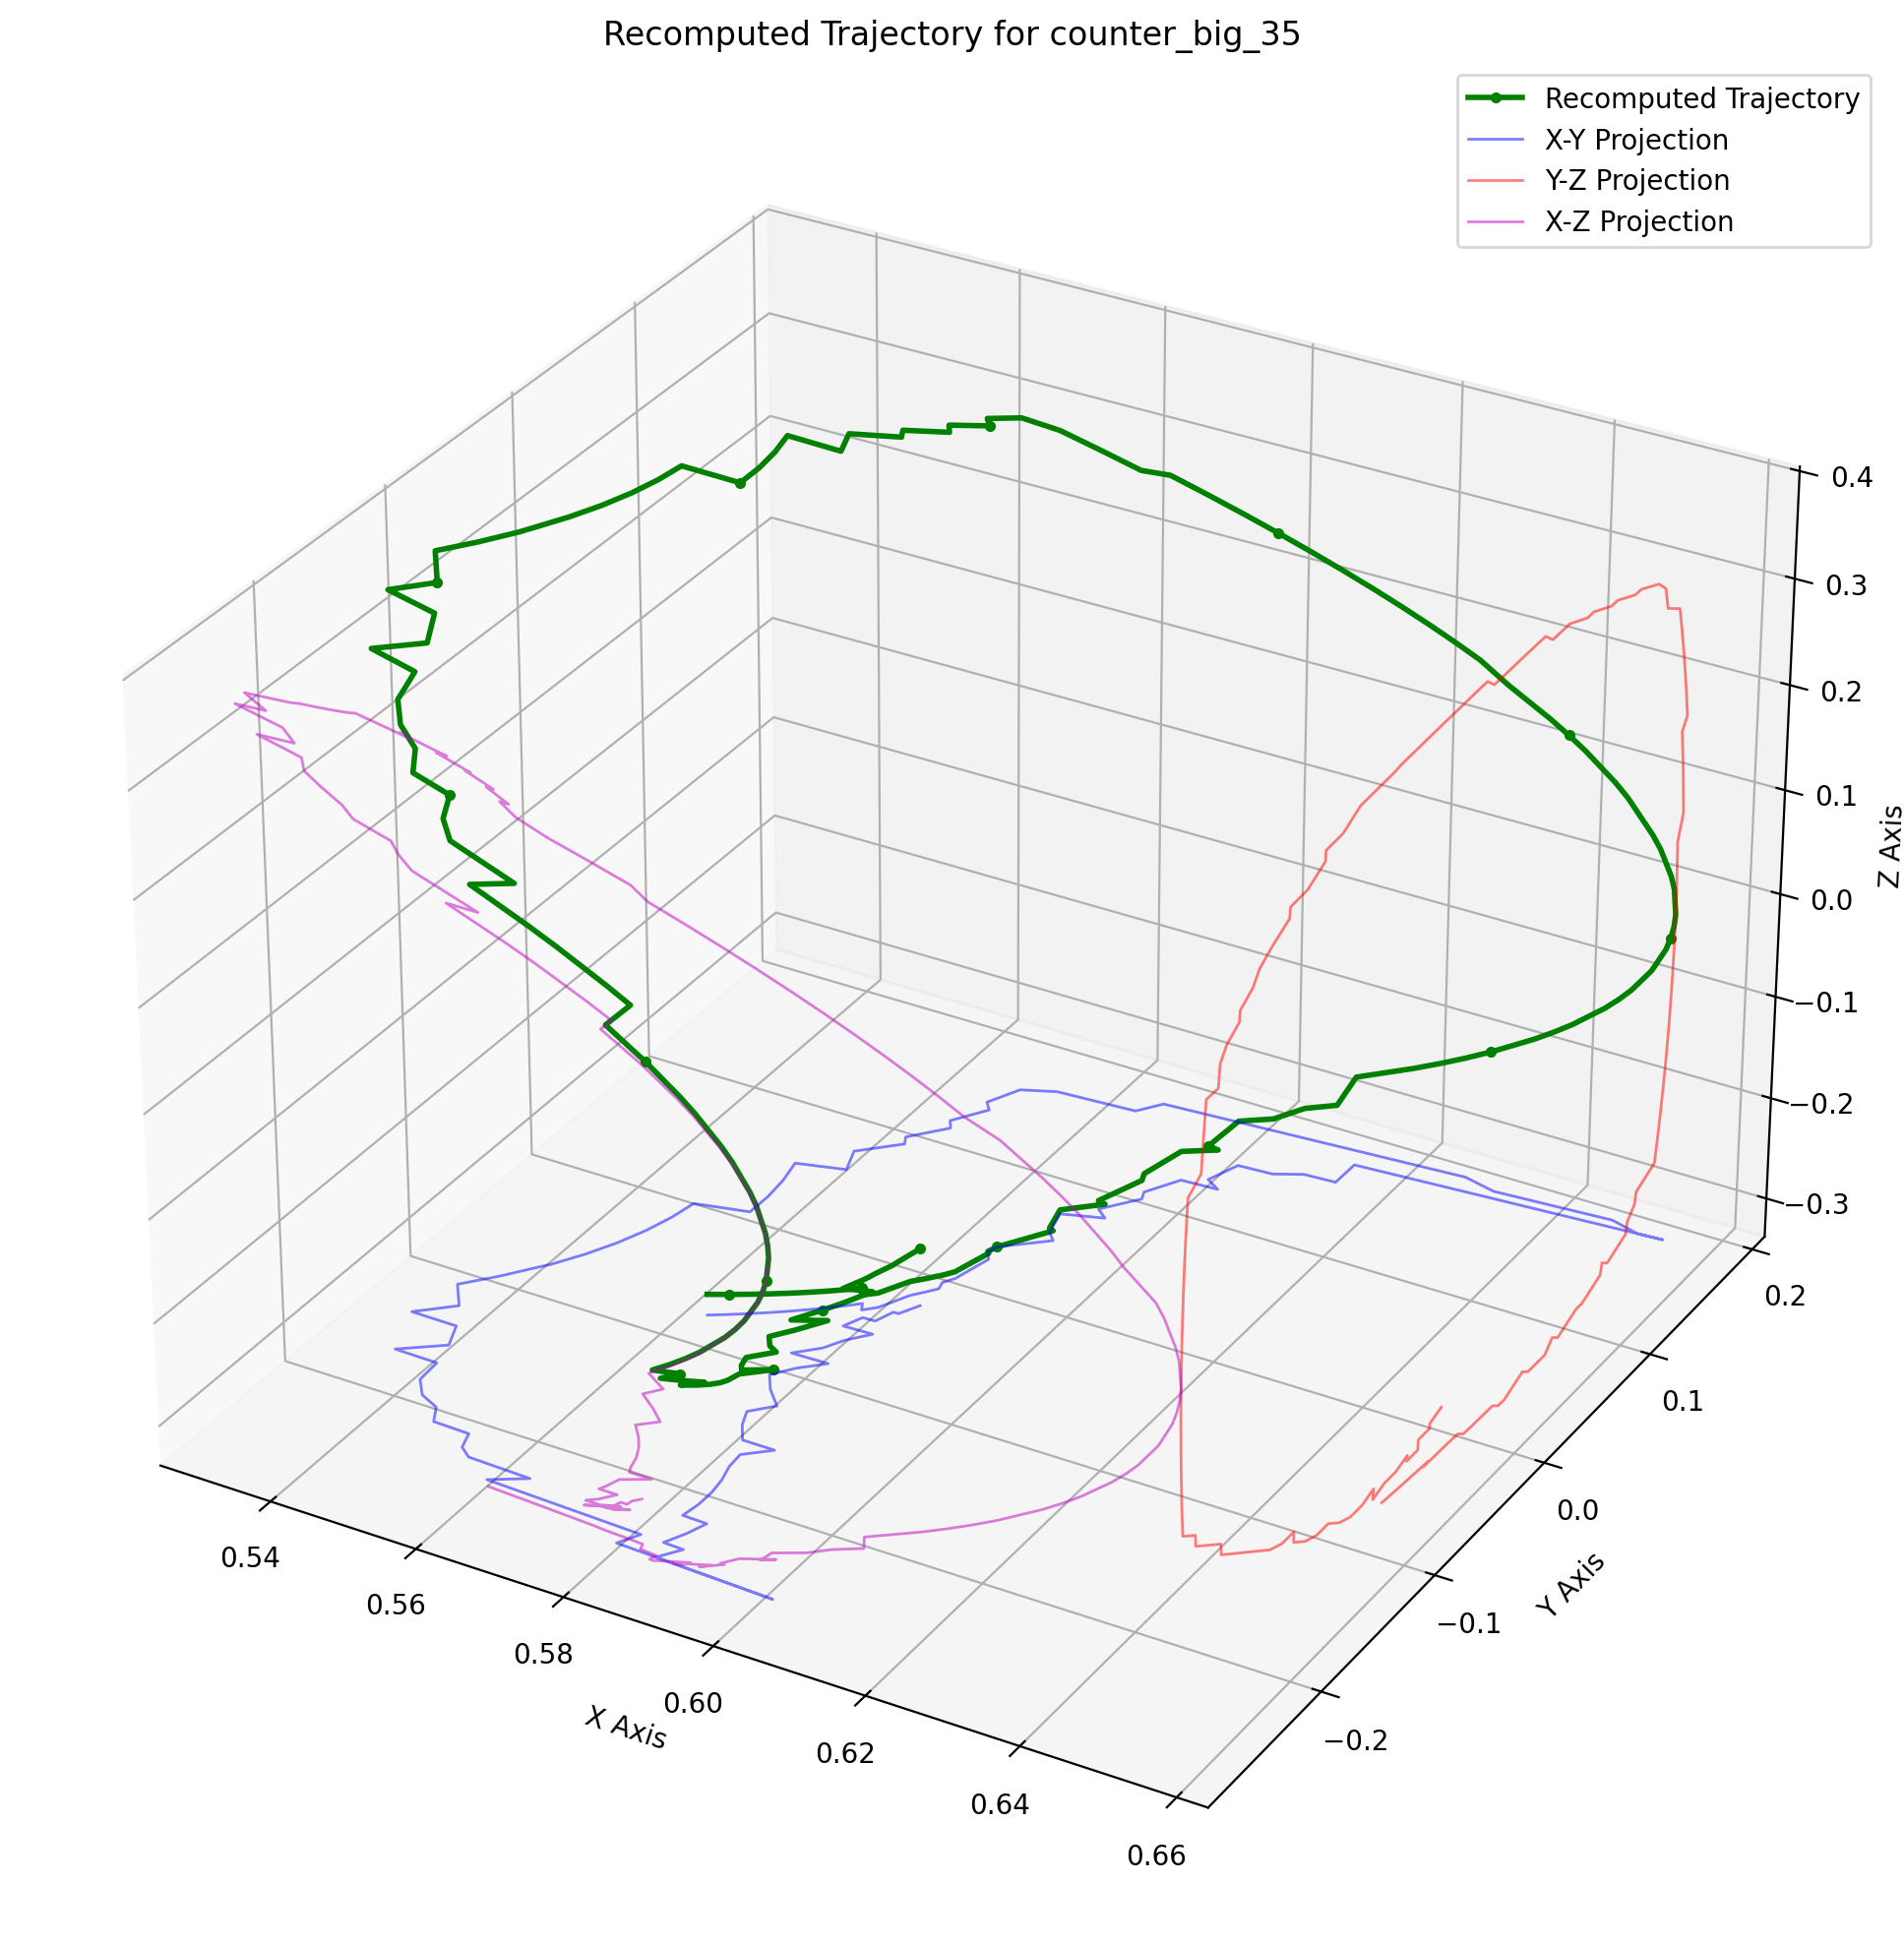 Recomputed Trajectory for counter_big_35
Recomputed Trajectory
X-Y Projection
Y-Z Projection
X-Z Projection
0.4
0.3
0.2
0.1
0.0
−0.1
−0.2
−0.3
Z Axis
0.2
0.1
0.0
−0.1
−0.2
Y Axis
0.54
0.56
0.58
0.60
0.62
0.64
0.66
X Axis